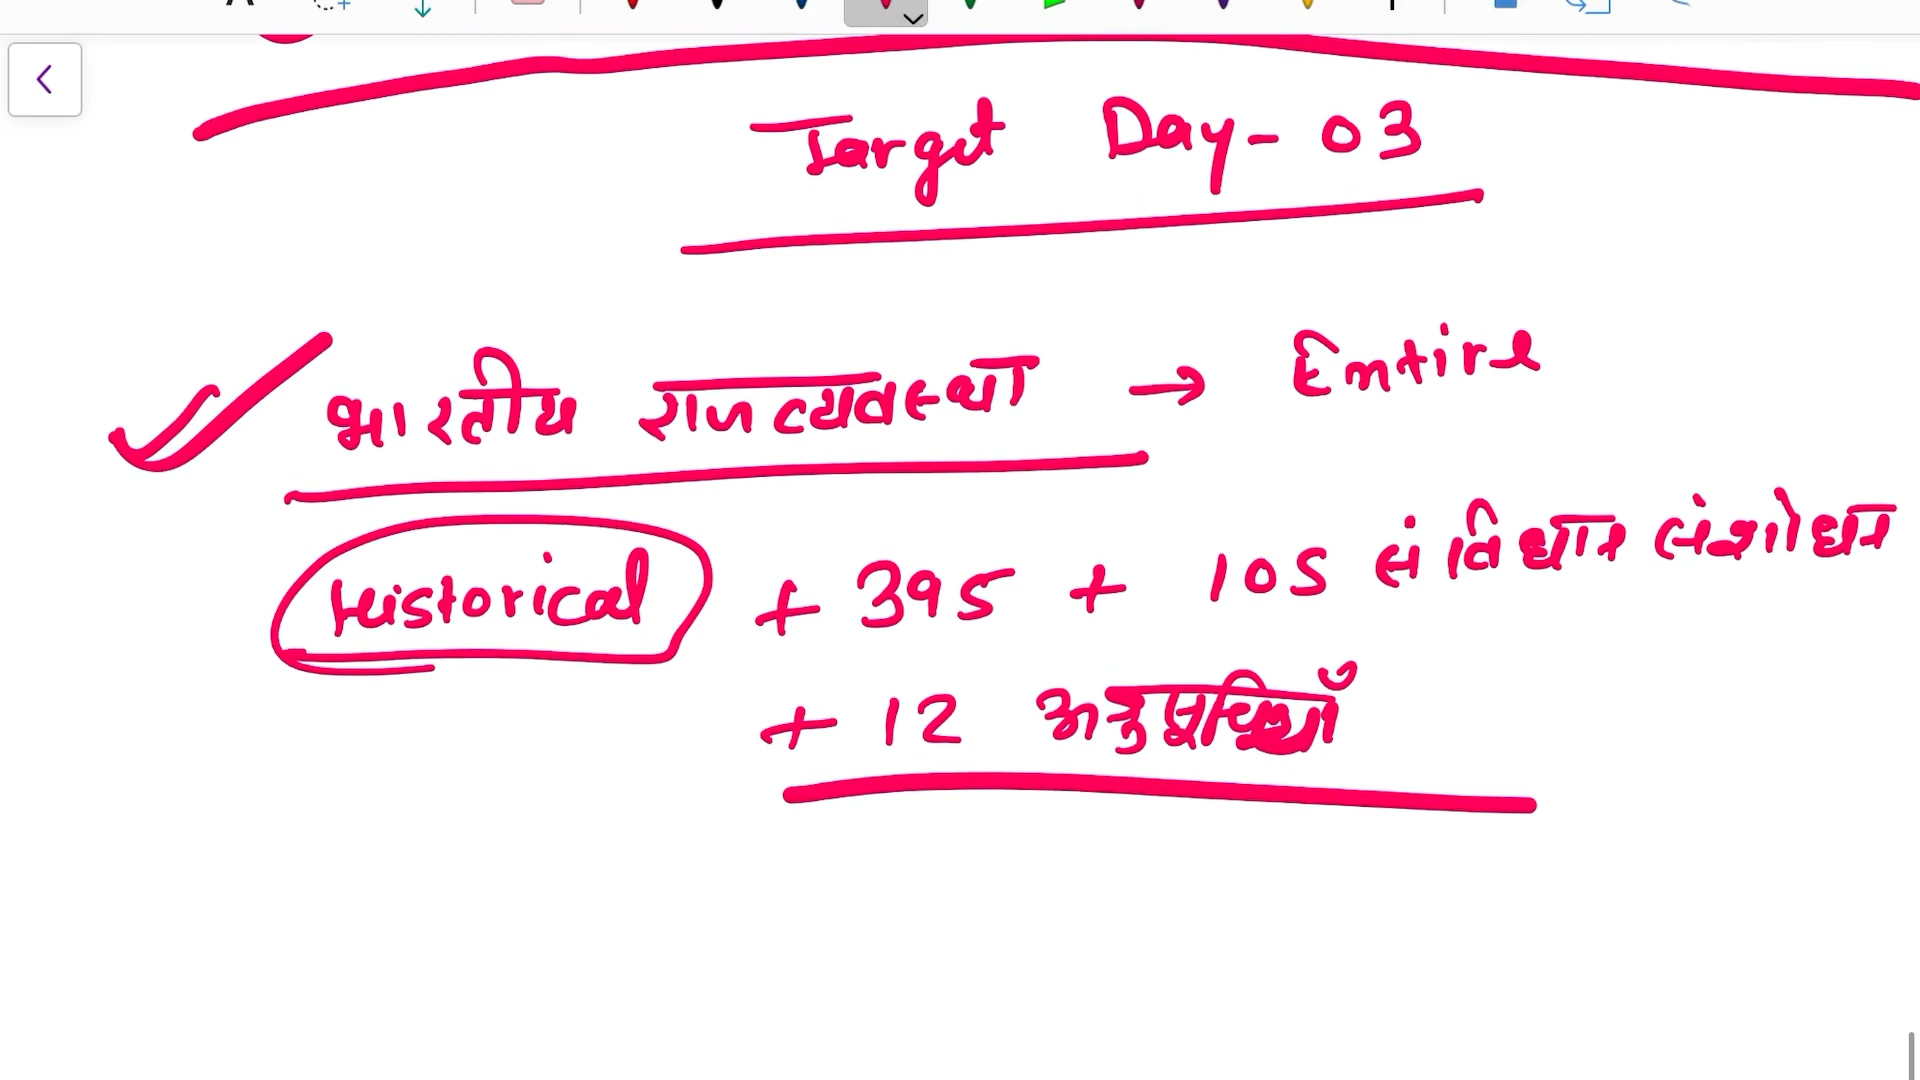 Target Day - 03
भारतीय राजव्यवस्था → Entire
Historical + 395 + 105 संविधान संशोधन
+ 12 अनुसूचियाँ